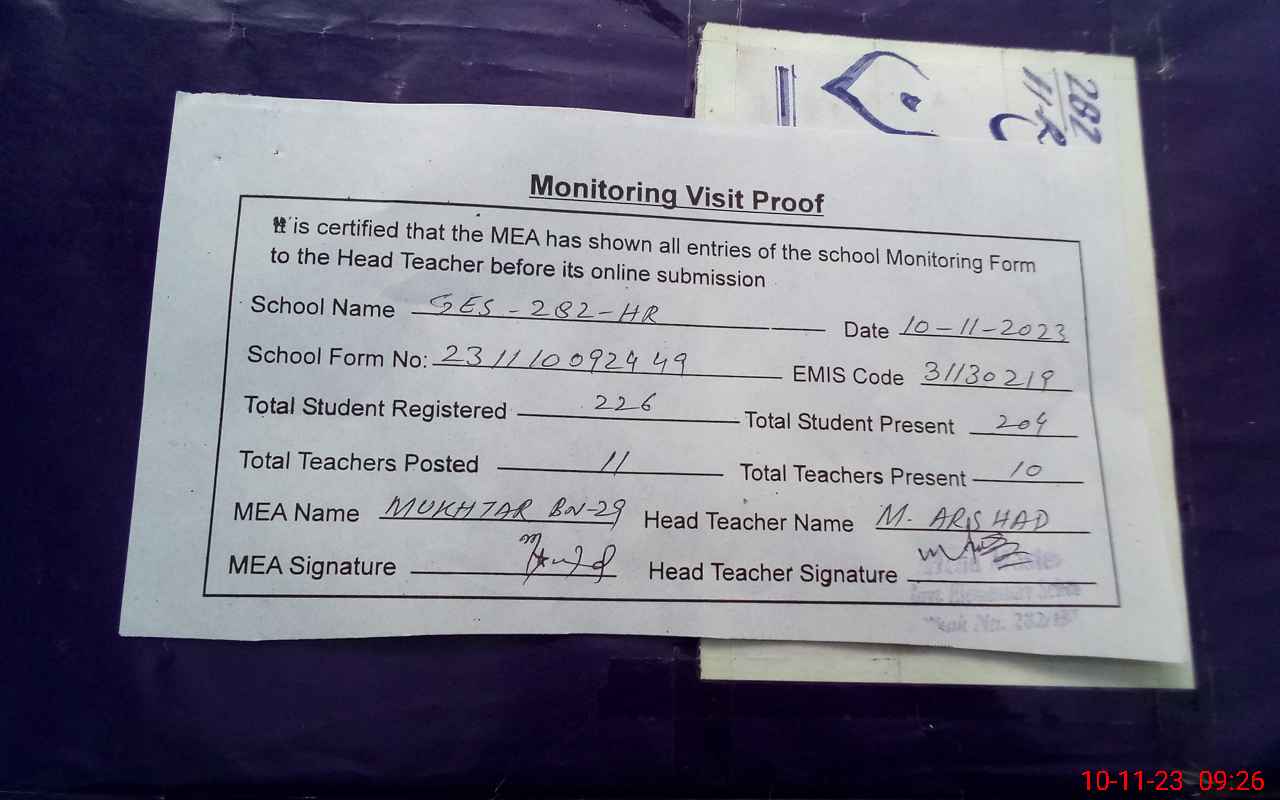 282
H-R
Monitoring Visit Proof
It is certified that the MEA has shown all entries of the school Monitoring Form
to the Head Teacher before its online submission
School Name GES-282-HR Date 10-11-2023
School Form No: 231110092449 EMIS Code 31130219
Total Student Registered 226 Total Student Present 204
Total Teachers Posted 11 Total Teachers Present 10
MEA Name MUKHTAR BN-29 Head Teacher Name M. ARSHAD
MEA Signature Head Teacher Signature
10-11-23 09:26